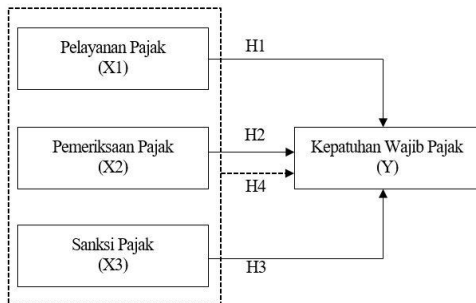 Pelayanan Pajak
(X1)
H1
Pemeriksaan Pajak
(X2)
H2
Kepatuhan Wajib Pajak
(Y)
H4
Sanksi Pajak
(X3)
H3